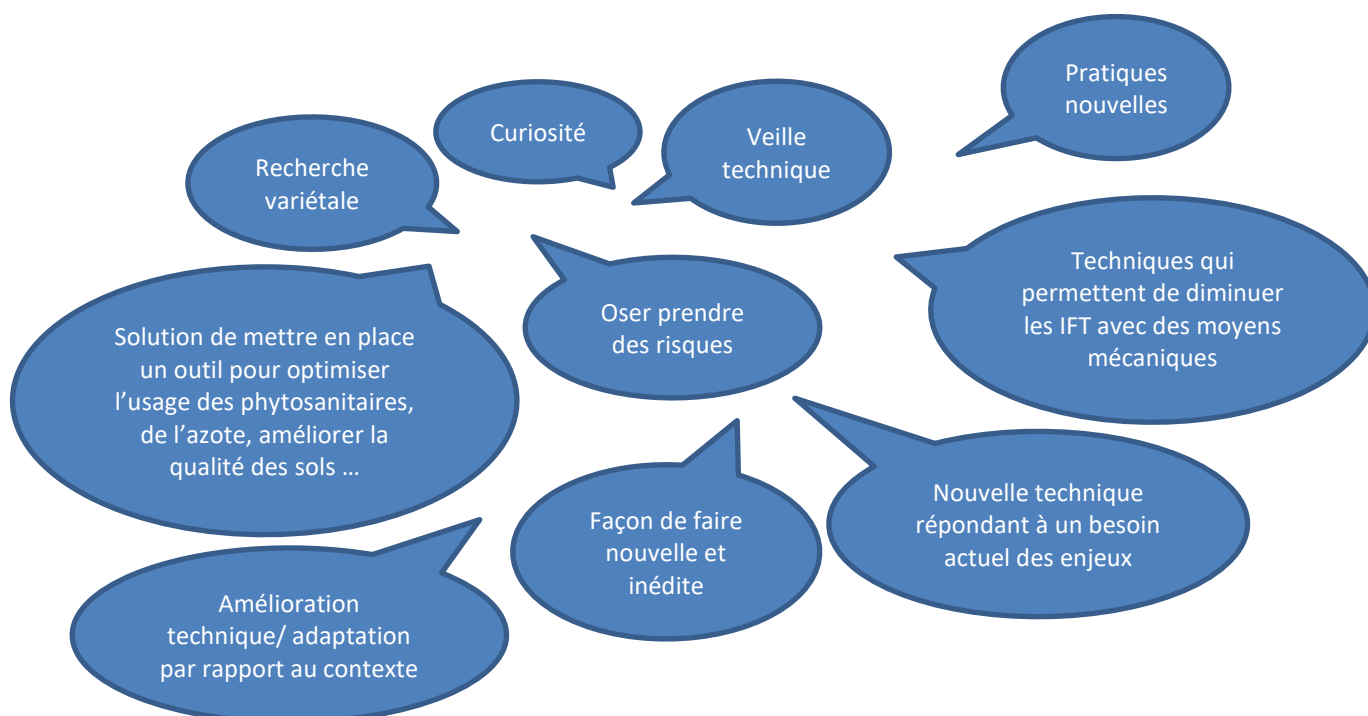 Pratiques
nouvelles
Curiosité
Veille
technique
Recherche
variétale
Techniques qui
permettent de diminuer
les IFT avec des moyens
mécaniques
Oser prendre
des risques
Solution de mettre en place
un outil pour optimiser
l’usage des phytosanitaires,
de l’azote, améliorer la
qualité des sols …
Nouvelle technique
répondant à un besoin
actuel des enjeux
Façon de faire
nouvelle et
inédite
Amélioration
technique/ adaptation
par rapport au contexte